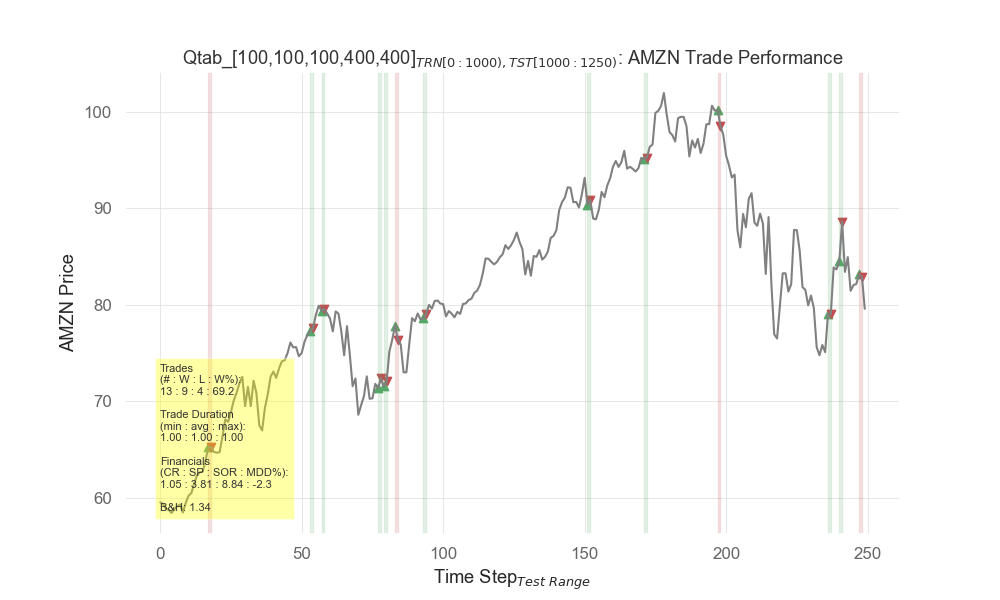 Qtab_[100,100,100,400,400]TRN[0 : 1000), TST[1000 : 1250): AMZN Trade Performance
AMZN Price
100
90
80
70
60
Trades
(# : W : L : W%):
13 : 9 : 4 : 69.2
Trade Duration
(min : avg : max):
1.00 : 1.00 : 1.00
Financials
(CR : SP : SOR : MDD%):
1.05 : 3.81 : 8.84 : -2.3
B&H: 1.34
0 50 100 150 200 250
Time StepTest Range